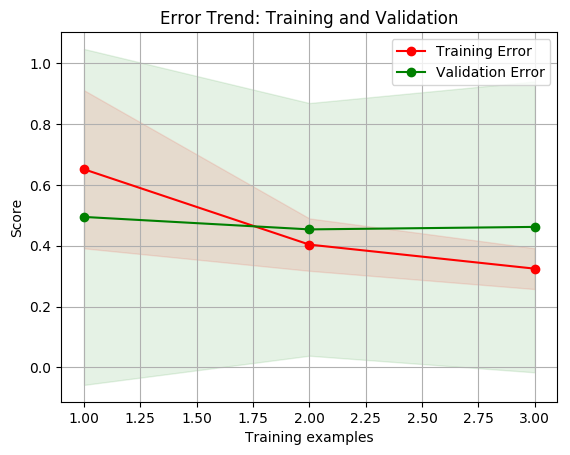 Error Trend: Training and Validation
Training Error
Validation Error
Score
1.0
0.8
0.6
0.4
0.2
0.0
1.00 1.25 1.50 1.75 2.00 2.25 2.50 2.75 3.00
Training examples